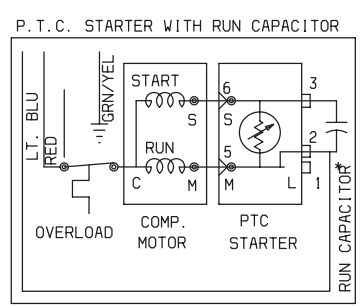 P.T.C. STARTER WITH RUN CAPACITOR
LT. BLU
RED
GRN/YEL
START
RUN
S
C
M
6
S
5
M
3
2
L
1
*
OVERLOAD
COMP.
MOTOR
PTC
STARTER
RUN CAPACITOR